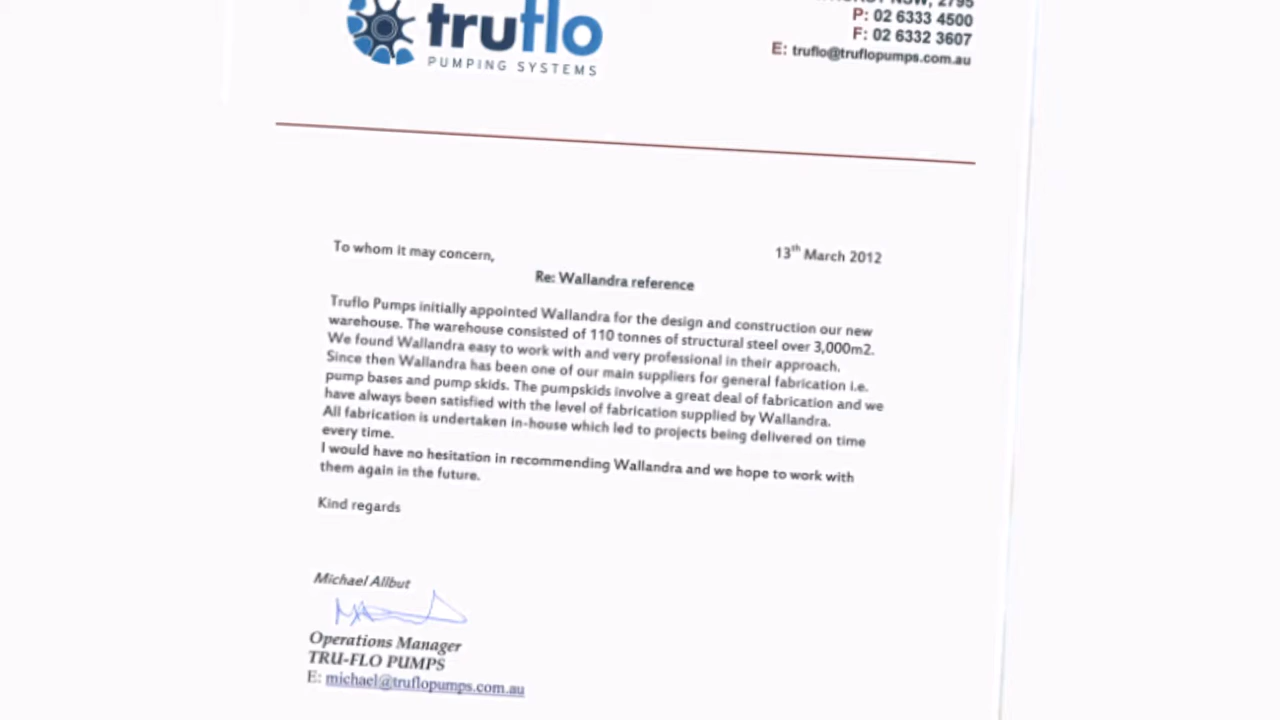 truflo
PUMPING SYSTEMS
NSW, 2795
P: 02 6333 4500
F: 02 6332 3607
E: truflo@truflopumps.com.au
To whom it may concern,
13th March 2012
Re: Wallandra reference
Truflo Pumps initially appointed Wallandra for the design and construction our new
warehouse. The warehouse consisted of 110 tonnes of structural steel over 3,000m2.
We found Wallandra easy to work with and very professional in their approach.
Since then Wallandra has been one of our main suppliers for general fabrication i.e.
pump bases and pump skids. The pumpskids involve a great deal of fabrication and we
have always been satisfied with the level of fabrication supplied by Wallandra.
All fabrication is undertaken in-house which led to projects being delivered on time
every time.
I would have no hesitation in recommending Wallandra and we hope to work with
them again in the future.
Kind regards
Michael Allbut
Operations Manager
TRU-FLO PUMPS
E: michael@truflopumps.com.au